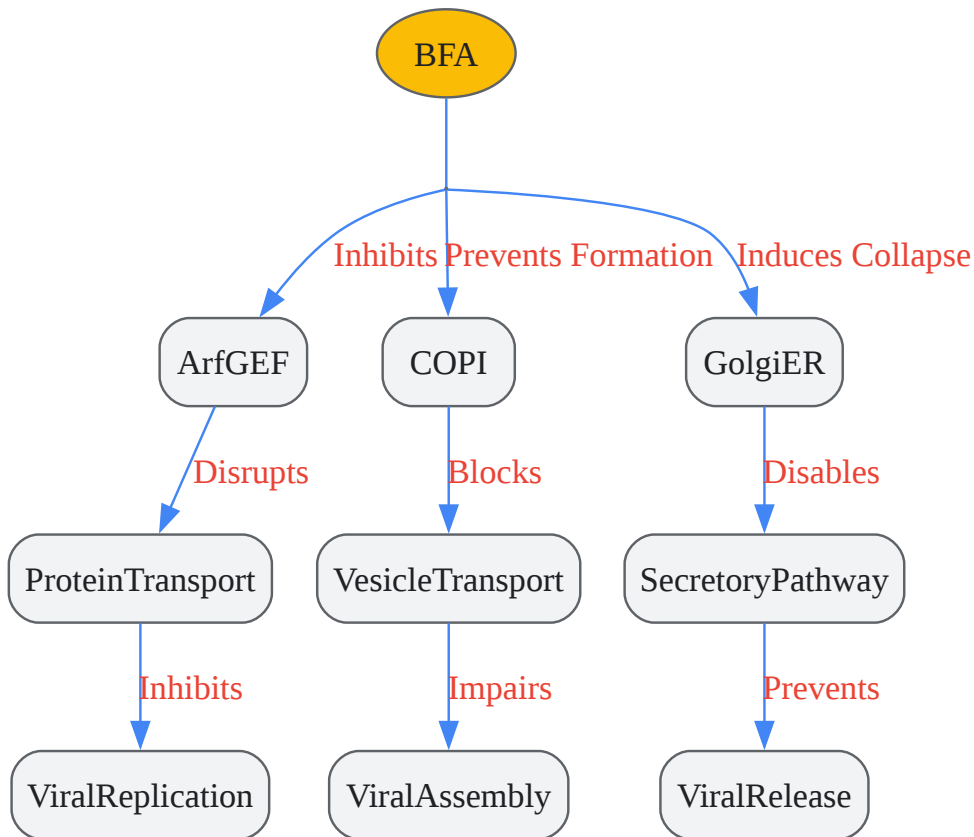 BFA
Inhibits Prevents Formation Induces Collapse
ArfGEF COPI GolgiER
Disrupts Blocks Disables
ProteinTransport VesicleTransport SecretoryPathway
Inhibits Impairs Prevents
ViralReplication ViralAssembly ViralRelease